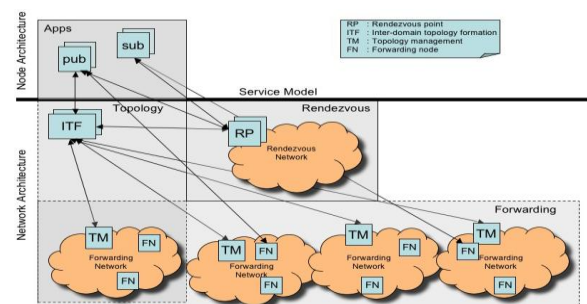 Node Architecture
Apps
pub
sub
RP : Rendezvous point
ITF : Inter-domain topology formation
TM : Topology management
FN : Forwarding node
Service Model
Network Architecture
Topology
Rendezvous
ITF
RP
Rendezvous
Network
Forwarding
TM
FN
Forwarding
Network
FN
TM
FN
Forwarding
Network
FN
TM
FN
Forwarding
Network
FN
TM
FN
Forwarding
Network
FN